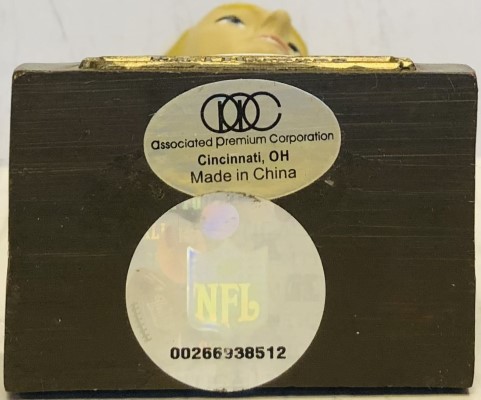 apc
associated premium Corporation
Cincinnati, OH
Made in China
NFL
00266938512